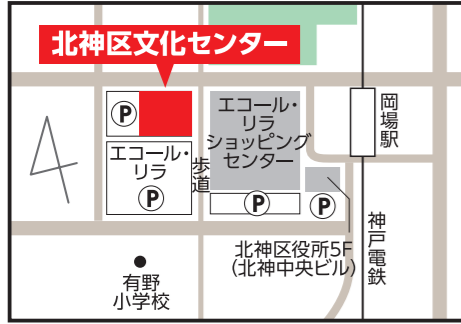 北神区文化センター
P
エコール・
リラ
P
歩道
エコール・
リラ
ショッピング
センター
P
P
岡場駅
神戸電鉄
北神区役所5F
(北神中央ビル)
有野
小学校